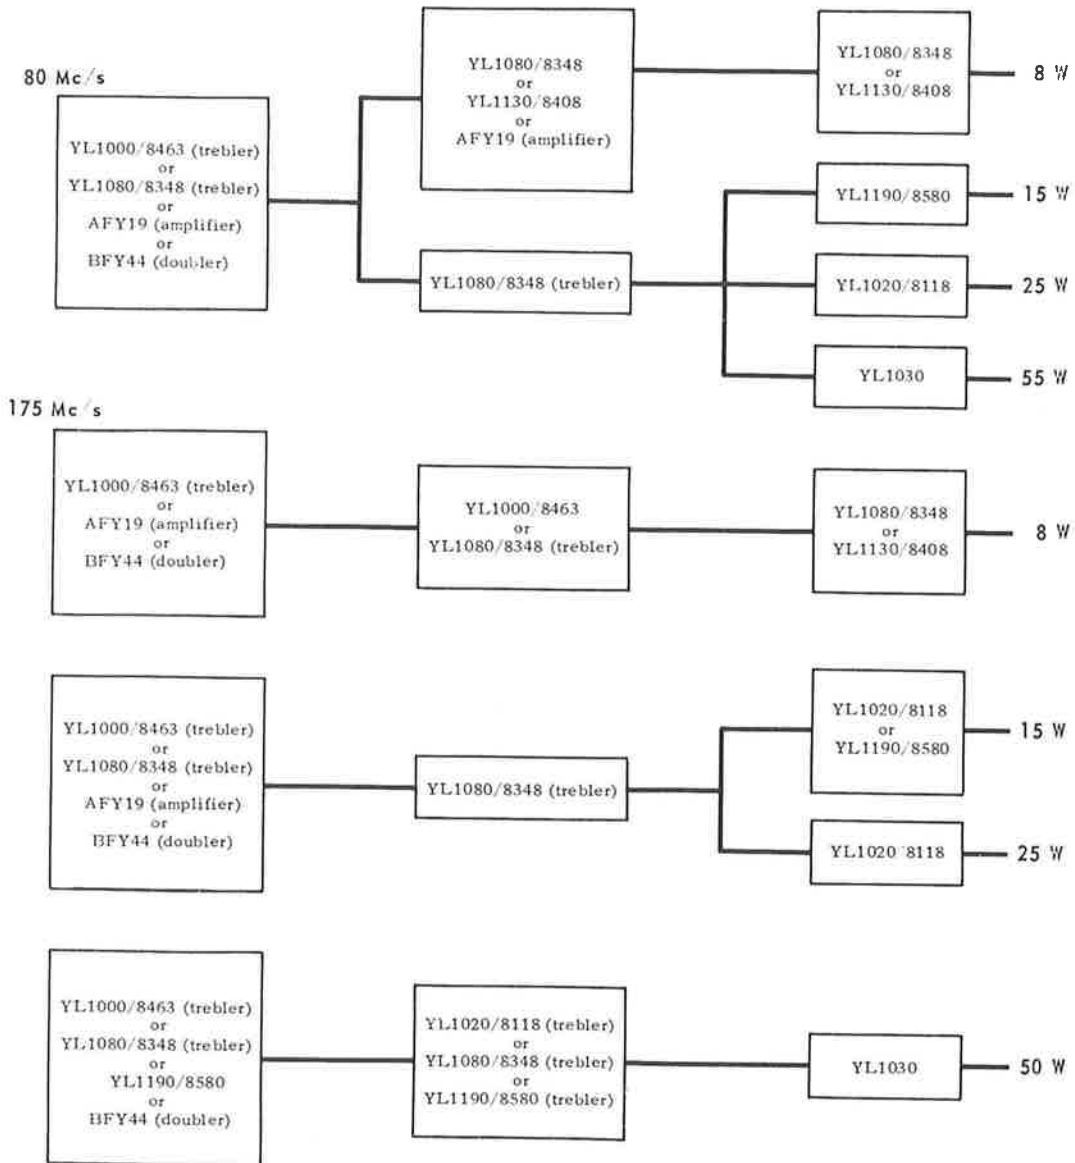 80 Mc/s
YL1000/8463 (trebler)
or
YL1080/8348 (trebler)
or
AFY19 (amplifier)
or
BFY44 (doubler)
YL1080/8348
or
YL1130/8408
or
AFY19 (amplifier)
YL1080/8348
or
YL1130/8408
8 W
YL1080/8348 (trebler)
YL1190/8580
15 W
YL1020/8118
25 W
YL1030
55 W
175 Mc/s
YL1000/8463 (trebler)
or
AFY19 (amplifier)
or
BFY44 (doubler)
YL1000/8463
or
YL1080/8348 (trebler)
YL1080/8348
or
YL1130/8408
8 W
YL1000/8463 (trebler)
or
YL1080/8348 (trebler)
or
AFY19 (amplifier)
or
BFY44 (doubler)
YL1080/8348 (trebler)
YL1020/8118
or
YL1190/8580
15 W
YL1020/8118
25 W
YL1000/8463 (trebler)
or
YL1080/8348 (trebler)
or
YL1190/8580
or
BFY44 (doubler)
YL1020/8118 (trebler)
or
YL1080/8348 (trebler)
or
YL1190/8580 (trebler)
YL1030
50 W